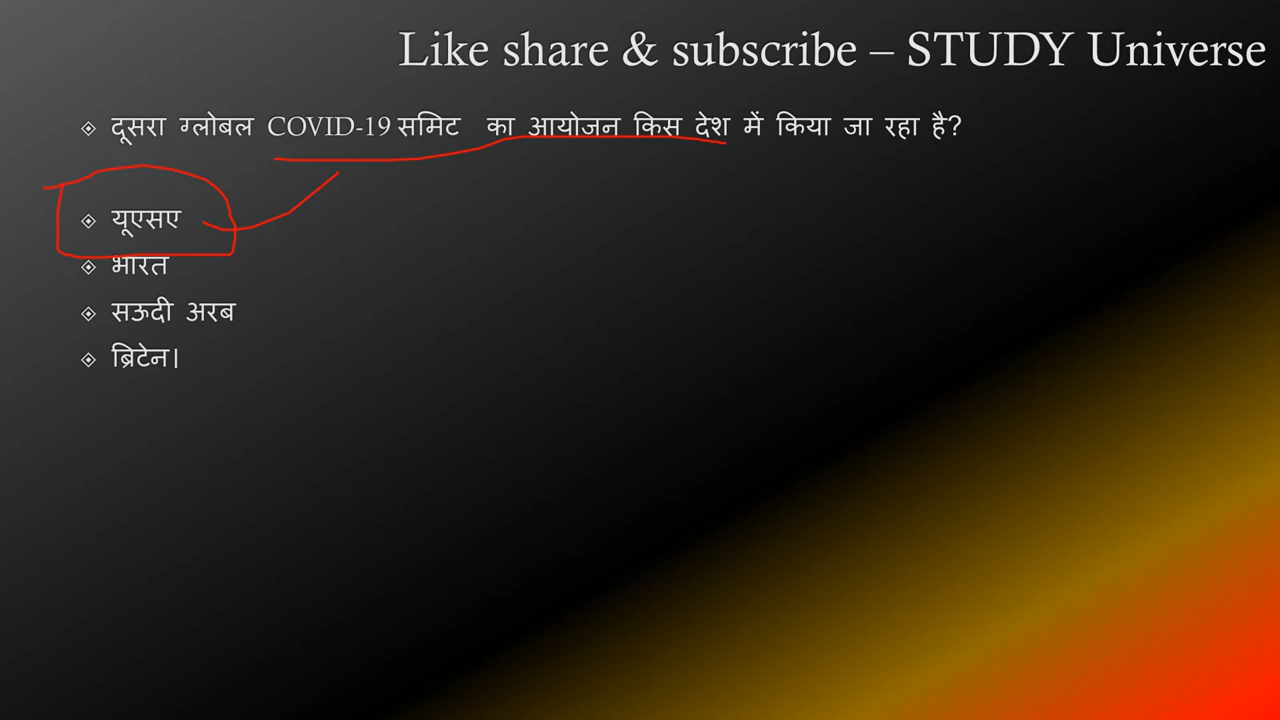 Like share & subscribe – STUDY Universe
दूसरा ग्लोबल COVID-19 समिट का आयोजन किस देश में किया जा रहा है?
यूएसए
भारत
सऊदी अरब
ब्रिटेन।